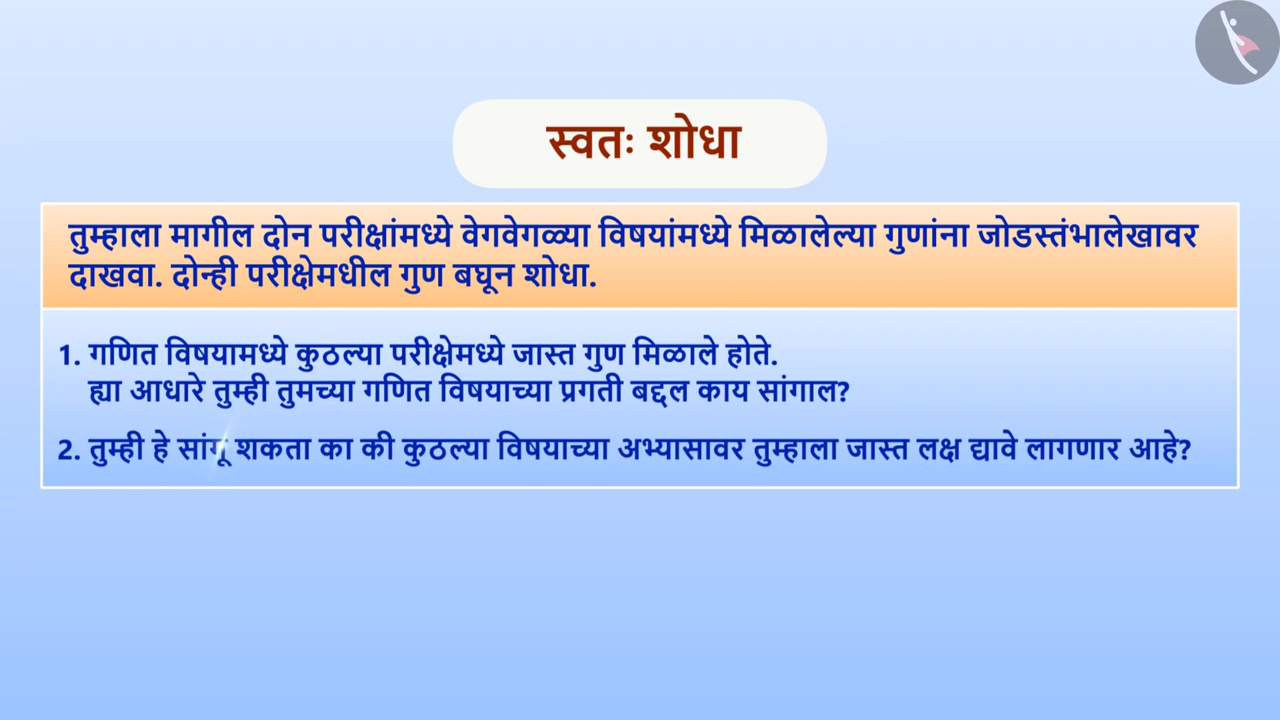 स्वतः शोधा
तुम्हाला मागील दोन परीक्षांमध्ये वेगवेगळ्या विषयांमध्ये मिळालेल्या गुणांना जोडस्तंभालेखावर
दाखवा. दोन्ही परीक्षेमधील गुण बघून शोधा.
1. गणित विषयामध्ये कुठल्या परीक्षेमध्ये जास्त गुण मिळाले होते.
ह्या आधारे तुम्ही तुमच्या गणित विषयाच्या प्रगती बद्दल काय सांगाल?
2. तुम्ही हे सांगू शकता का की कुठल्या विषयाच्या अभ्यासावर तुम्हाला जास्त लक्ष द्यावे लागणार आहे?